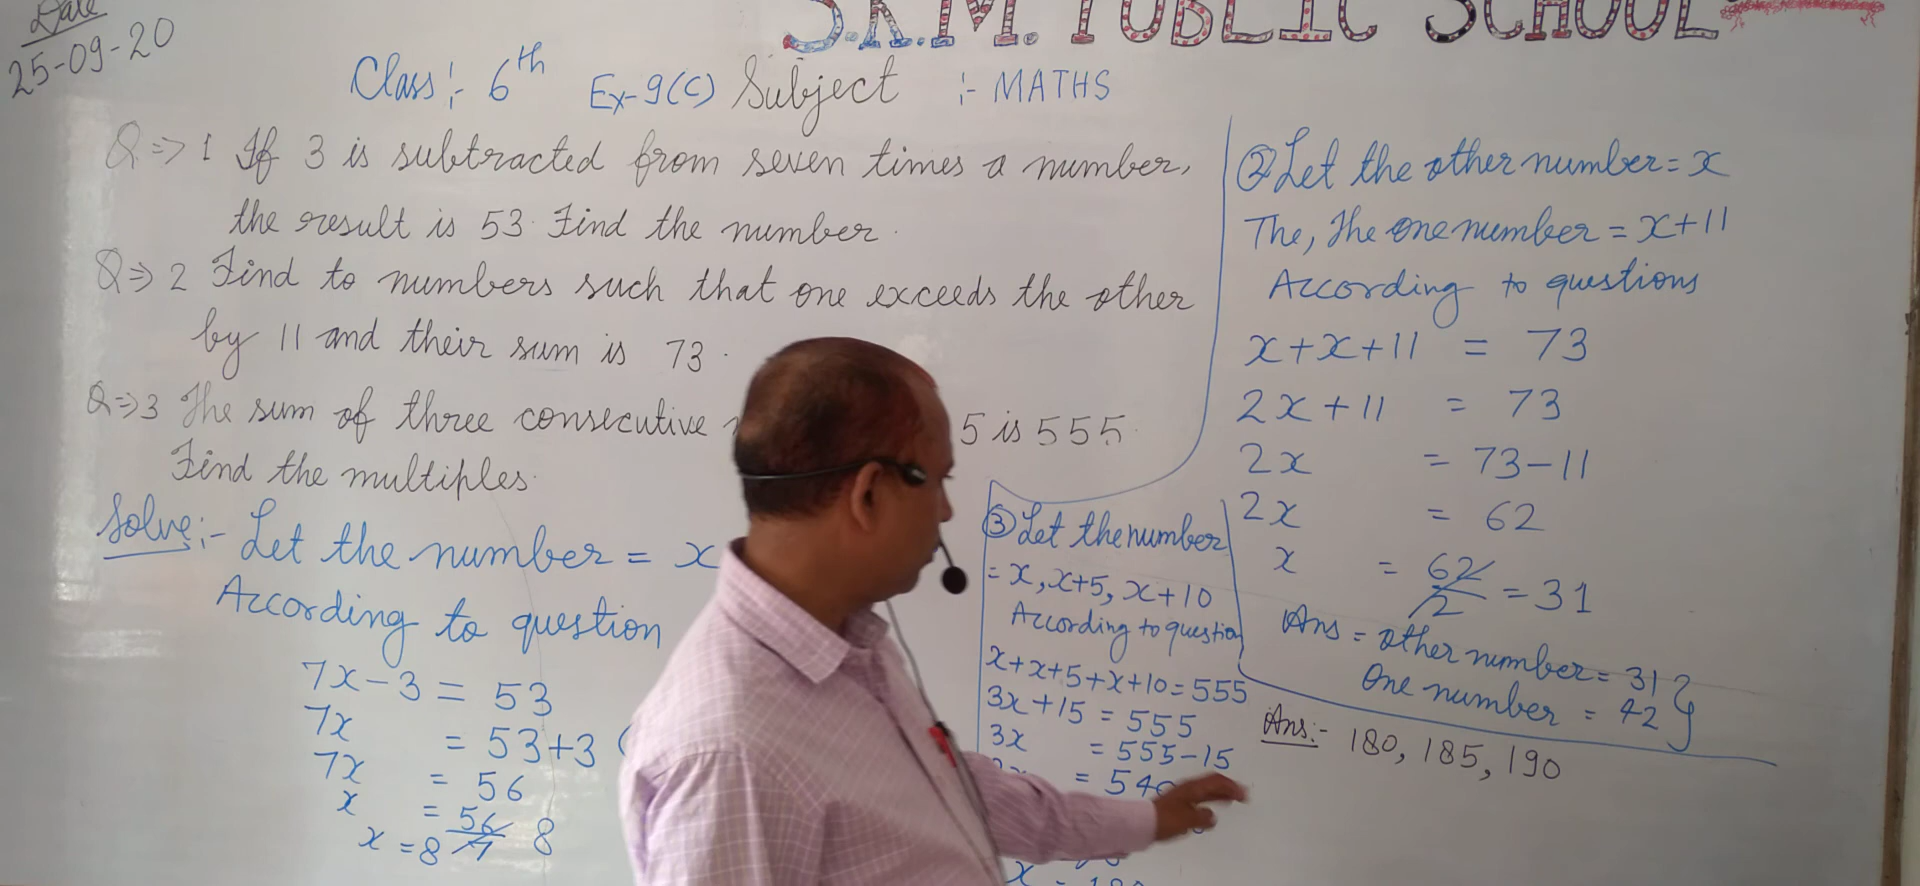 Date
25-09-20
S.K.M. PUBLIC SCHOOL
Class:- 6th Ex-9(c) Subject :- MATHS
Q⇒1 If 3 is subtracted from seven times a number,
the result is 53. Find the number.
Q⇒2 Find to numbers such that one exceeds the other
by 11 and their sum is 73.
Q⇒3 The sum of three consecutive 5 is 555.
Find the multiples.
Solve:- Let the number = x
According to question
7x-3 = 53
7x = 53+3
7x = 56
x = 56/7 8
x = 8
② Let the other number = x
The, the one number = x+11
According to questions
x+x+11 = 73
2x+11 = 73
2x = 73-11
2x = 62
x = 62/2 = 31
Ans = other number = 31
One number = 42
③ Let the number
= x, x+5, x+10
According to question
x+x+5+x+10=555
3x+15 = 555
3x = 555-15
= 540
Ans:- 180, 185, 190